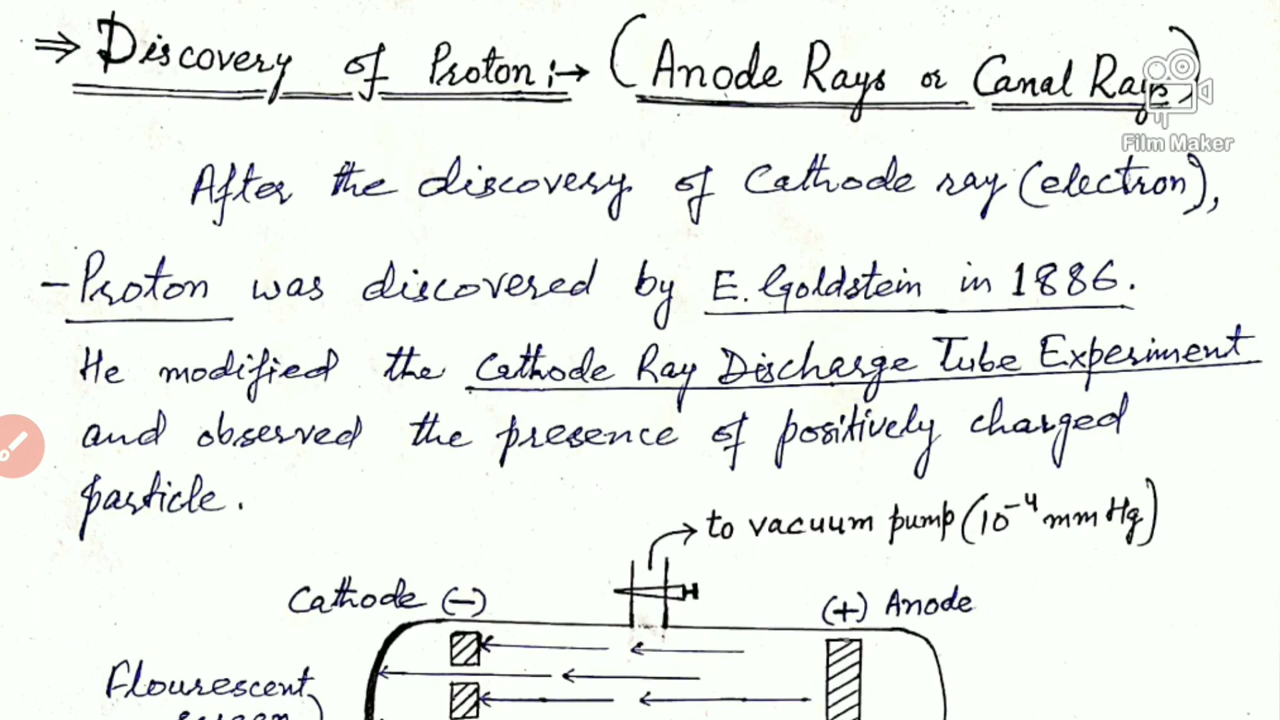 ⇒ Discovery of Proton:→ (Anode Rays or Canal Rays)
Film Maker
After the discovery of Cathode ray (electron),
- Proton was discovered by E. Goldstein in 1886.
He modified the Cathode Ray Discharge Tube Experiment
and observed the presence of positively charged
particle.
to vacuum pump (10⁻⁴ mm Hg)
Cathode (-)
(+) Anode
Flourescent
screen